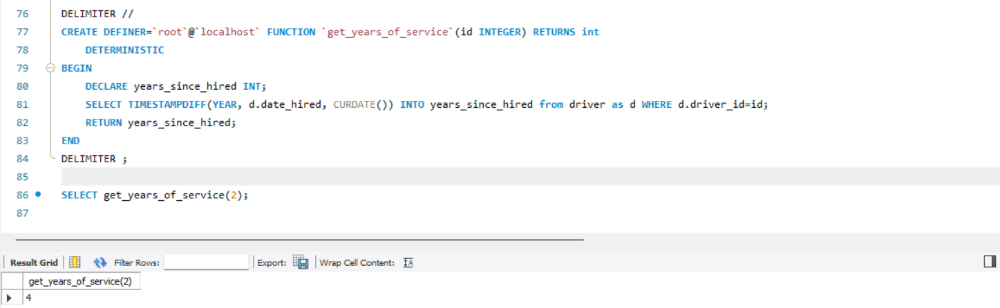 76 DELIMITER //
77 CREATE DEFINER=`root`@`localhost` FUNCTION `get_years_of_service`(id INTEGER) RETURNS int
78 DETERMINISTIC
79 BEGIN
80 DECLARE years_since_hired INT;
81 SELECT TIMESTAMPDIFF(YEAR, d.date_hired, CURDATE()) INTO years_since_hired from driver as d WHERE d.driver_id=id;
82 RETURN years_since_hired;
83 END
84 DELIMITER ;
85
86 SELECT get_years_of_service(2);
87
Result Grid Filter Rows: Export: Wrap Cell Content: IA
get_years_of_service(2)
4